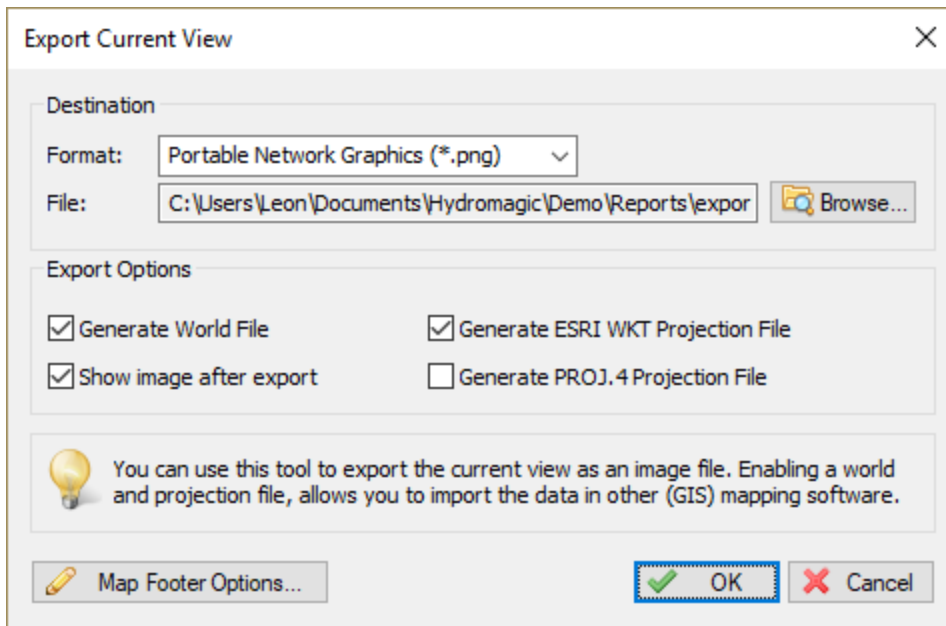 Export Current View
Destination
Format: Portable Network Graphics (*.png)
File: C:\Users\Leon\Documents\Hydromagic\Demo\Reports\expor Browse...
Export Options
Generate World File Generate ESRI WKT Projection File
Show image after export Generate PROJ.4 Projection File
You can use this tool to export the current view as an image file. Enabling a world
and projection file, allows you to import the data in other (GIS) mapping software.
Map Footer Options... OK Cancel